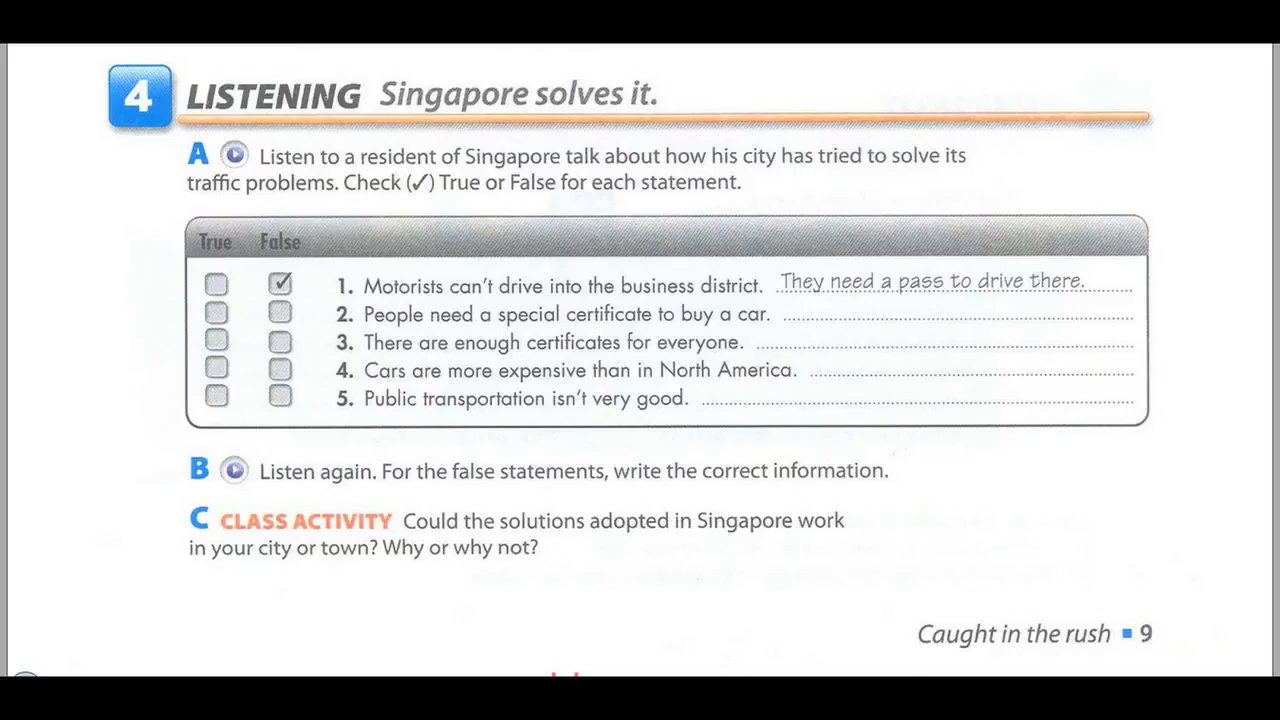 4 LISTENING Singapore solves it.
A Listen to a resident of Singapore talk about how his city has tried to solve its
traffic problems. Check (✓) True or False for each statement.
True False
1. Motorists can't drive into the business district. They need a pass to drive there.
2. People need a special certificate to buy a car.
3. There are enough certificates for everyone.
4. Cars are more expensive than in North America.
5. Public transportation isn't very good.
B Listen again. For the false statements, write the correct information.
C CLASS ACTIVITY Could the solutions adopted in Singapore work
in your city or town? Why or why not?
Caught in the rush ▪ 9